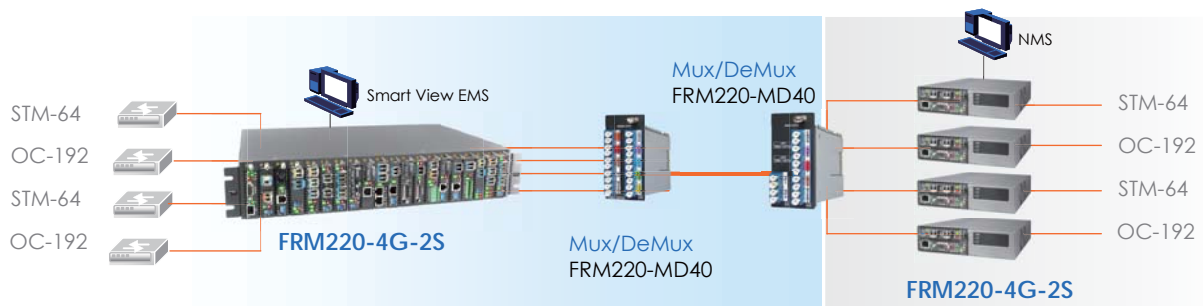 STM-64
OC-192
STM-64
OC-192
Smart View EMS
FRM220-4G-2S
Mux/DeMux
FRM220-MD40
Mux/DeMux
FRM220-MD40
NMS
STM-64
OC-192
STM-64
OC-192
FRM220-4G-2S